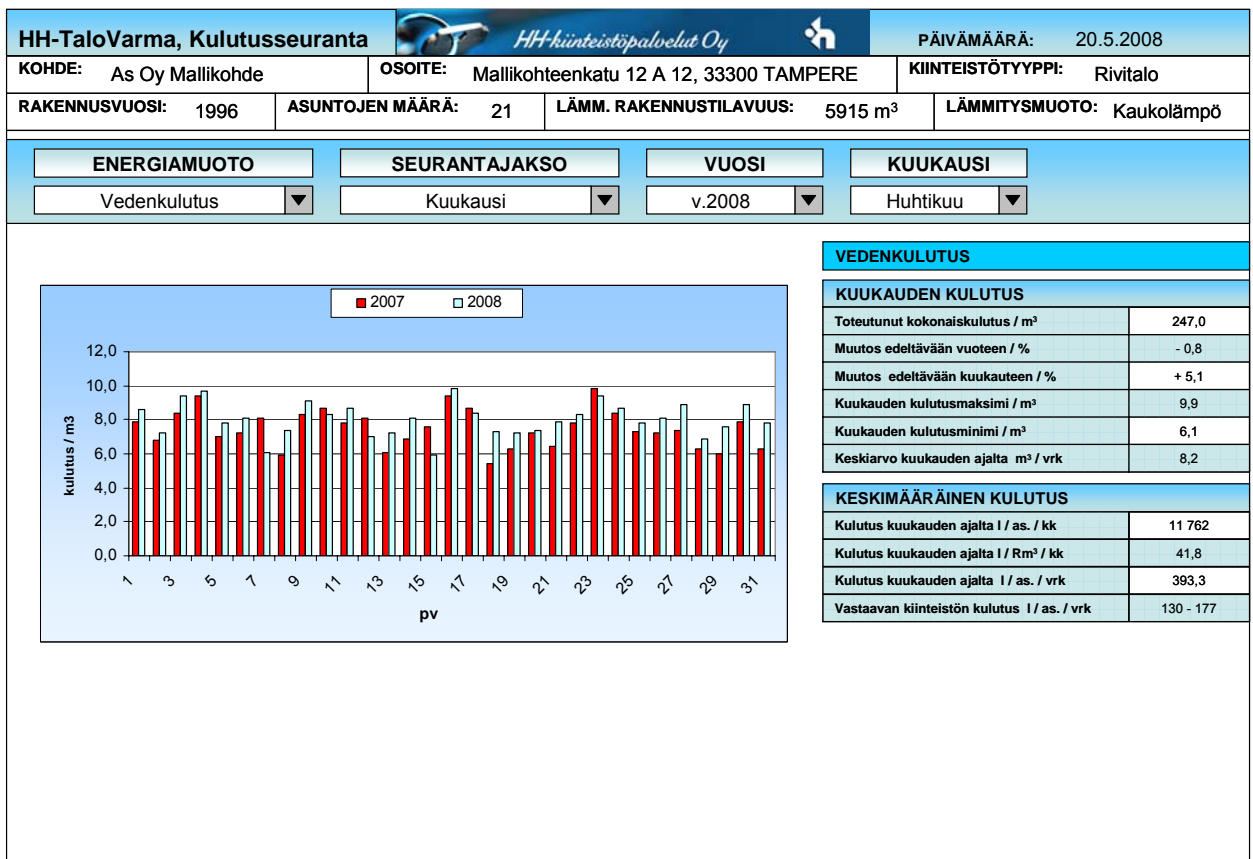 HH-TaloVarma, Kulutusseuranta HH-kiinteistöpalvelut Oy PÄIVÄMÄÄRÄ: 20.5.2008
KOHDE: As Oy Mallikohde OSOITE: Mallikohteenkatu 12 A 12, 33300 TAMPERE KIINTEISTÖTYYPPI: Rivitalo
RAKENNUSVUOSI: 1996 ASUNTOJEN MÄÄRÄ: 21 LÄMM. RAKENNUSTILAVUUS: 5915 m³ LÄMMITYSMUOTO: Kaukolämpö
ENERGIAMUOTO SEURANTAJAKSO VUOSI KUUKAUSI
Vedenkulutus Kuukausi v.2008 Huhtikuu
2007 2008
12,0
10,0
8,0
6,0
4,0
2,0
0,0
kulutus / m3
1 3 5 7 9 11 13 15 17 19 21 23 25 27 29 31
pv
VEDENKULUTUS
KUUKAUDEN KULUTUS
Toteutunut kokonaiskulutus / m³ 247,0
Muutos edeltävään vuoteen / % - 0,8
Muutos edeltävään kuukauteen / % + 5,1
Kuukauden kulutusmaksimi / m³ 9,9
Kuukauden kulutusminimi / m³ 6,1
Keskiarvo kuukauden ajalta m³ / vrk 8,2
KESKIMÄÄRÄINEN KULUTUS
Kulutus kuukauden ajalta l / as. / kk 11 762
Kulutus kuukauden ajalta l / Rm³ / kk 41,8
Kulutus kuukauden ajalta l / as. / vrk 393,3
Vastaavan kiinteistön kulutus l / as. / vrk 130 - 177